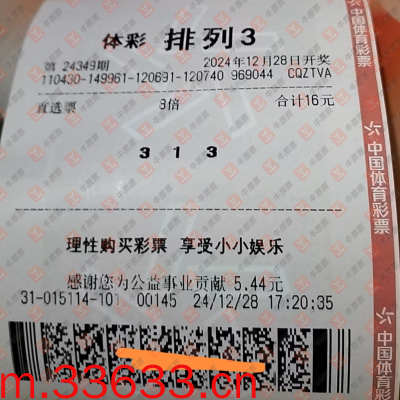 体彩 排列3
第 24349期 2024年12月28日开奖
110430-149961-120691-120740 969044 CQZTVA
直选票 8倍 合计16元
3 1 3
理性购买彩票 享受小小娱乐
感谢您为公益事业贡献 5.44元
31-015114-101 00145 24/12/28 17:20:35
m.33633.cn
中国体育彩票
中国体育彩票